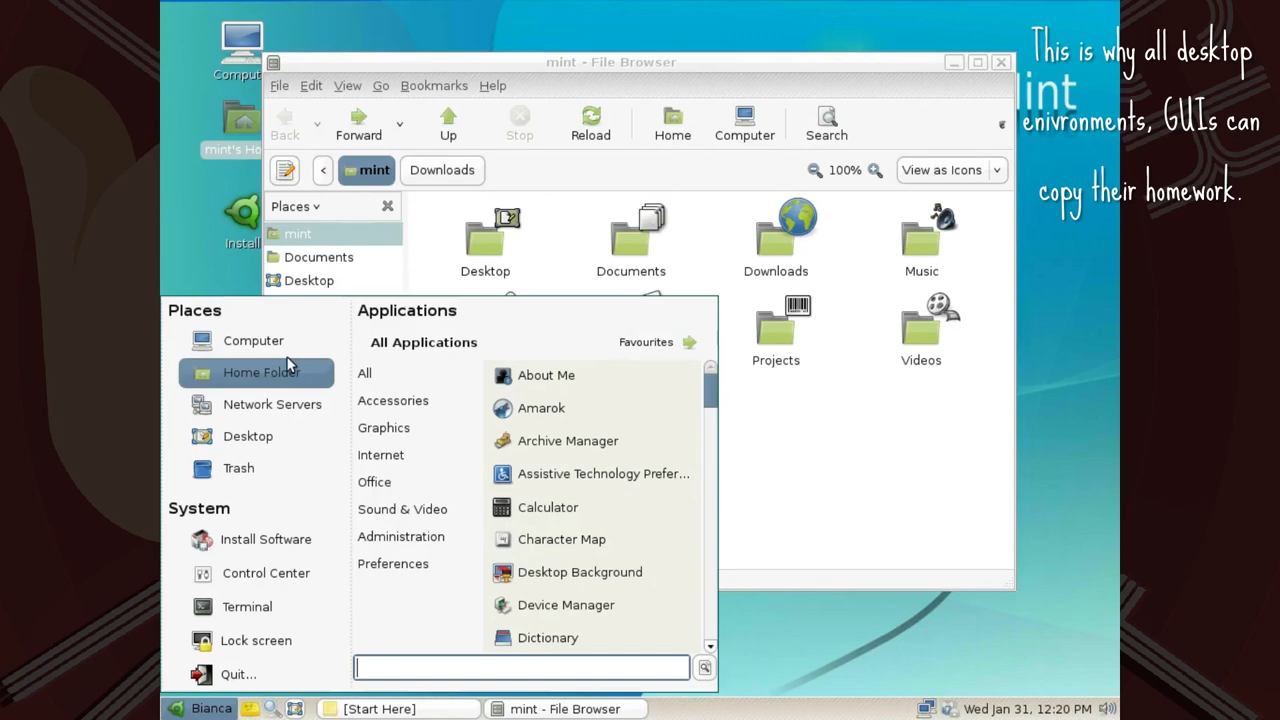 This is why all desktop
enivronments, GUIs can
copy their homework.
int
mint - File Browser
File Edit View Go Bookmarks Help
Back Forward Up Stop Reload Home Computer Search
mint Downloads 100% View as Icons
Places
mint
Documents
Desktop
Desktop Documents Downloads Music
Projects Videos
mint's Ho
Install
Places
Computer
Home Folder
Network Servers
Desktop
Trash
System
Install Software
Control Center
Terminal
Lock screen
Quit...
Applications
All Applications Favourites
All
Accessories
Graphics
Internet
Office
Sound & Video
Administration
Preferences
About Me
Amarok
Archive Manager
Assistive Technology Prefer...
Calculator
Character Map
Desktop Background
Device Manager
Dictionary
Bianca [Start Here] mint - File Browser Wed Jan 31, 12:20 PM